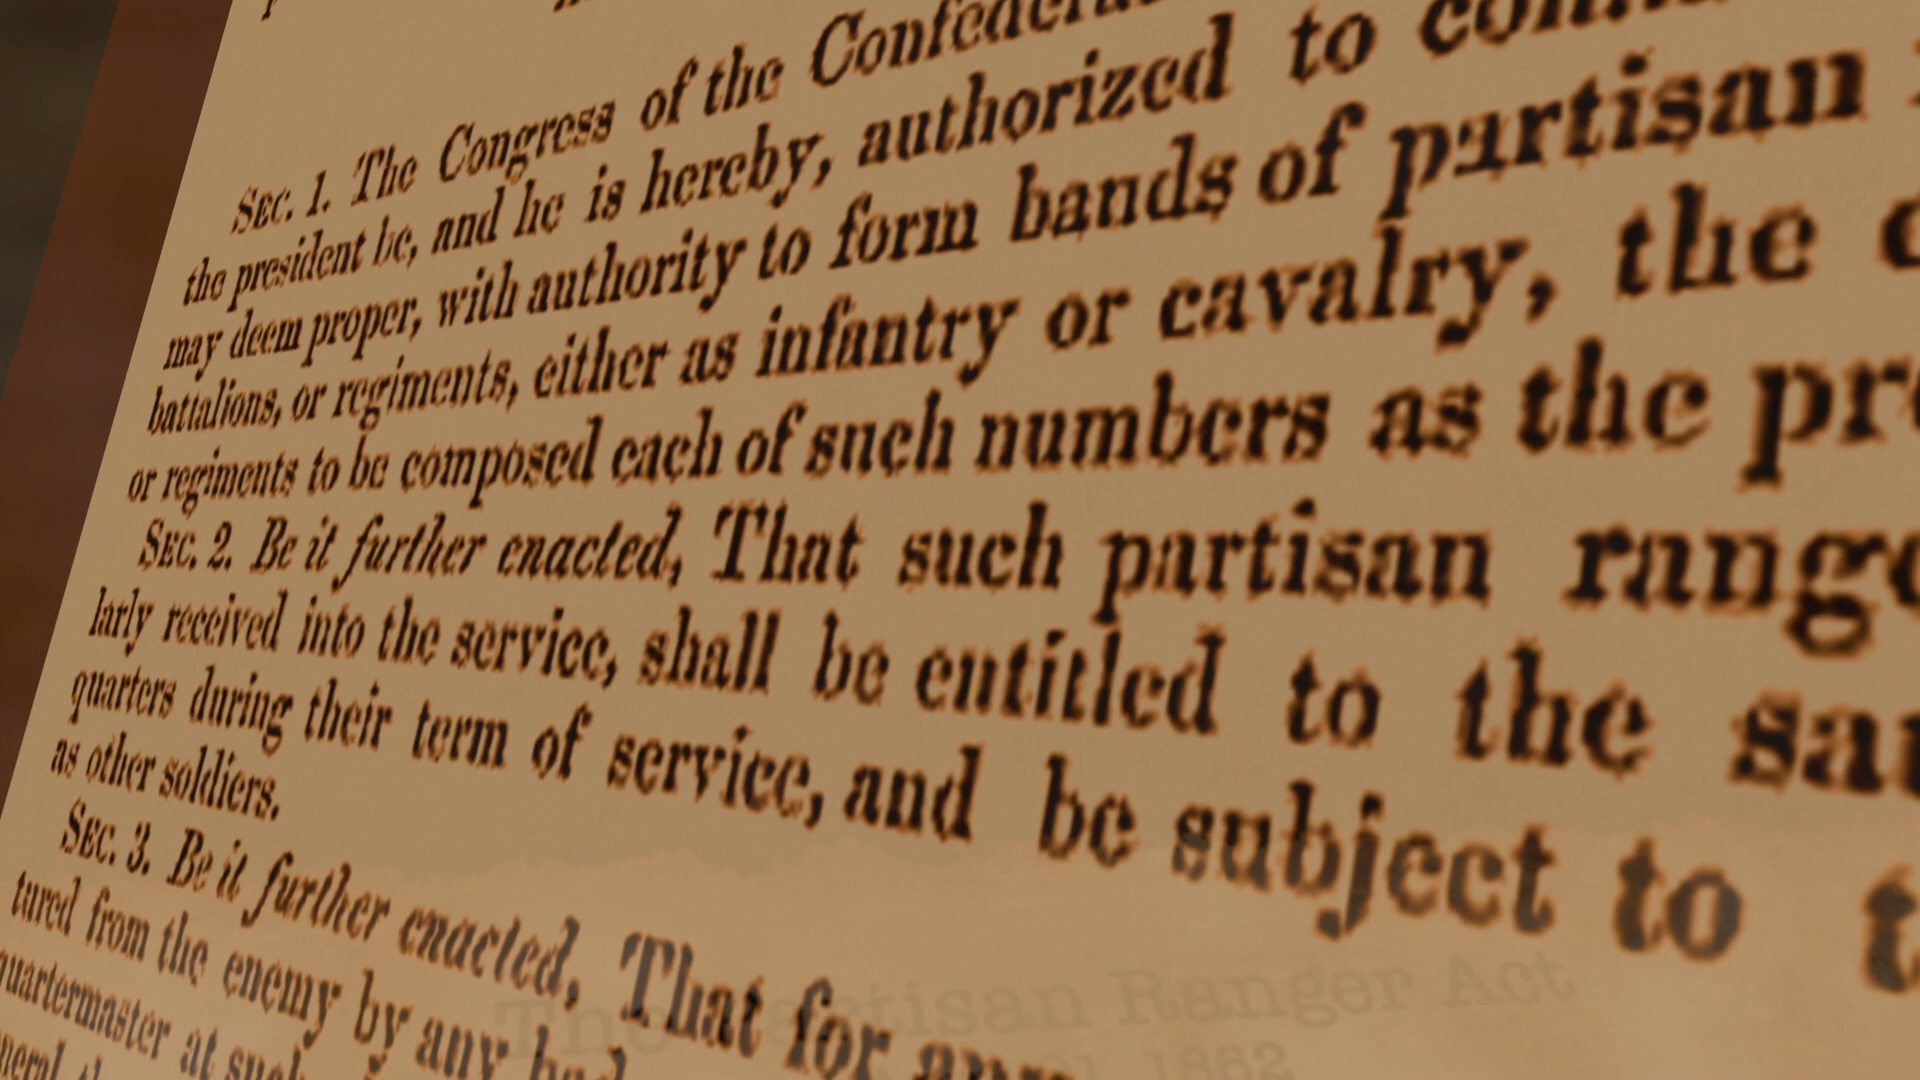 SEC. 1. The Congress of the
the president be, and he is hereby, authorized to
may deem proper, with authority to form bands of partisan
battalions, or regiments, either as infantry or cavalry, the
or regiments to be composed each of such numbers as the
SEC. 2. Be it further enacted, That such partisan
larly received into the service, shall be entitled to the
quarters during their term of service, and be subject to
as other soldiers.
SEC. 3. Be it further enacted, That for any
tured from the enemy by any
quartermaster at such
The Partisan Ranger Act
1862